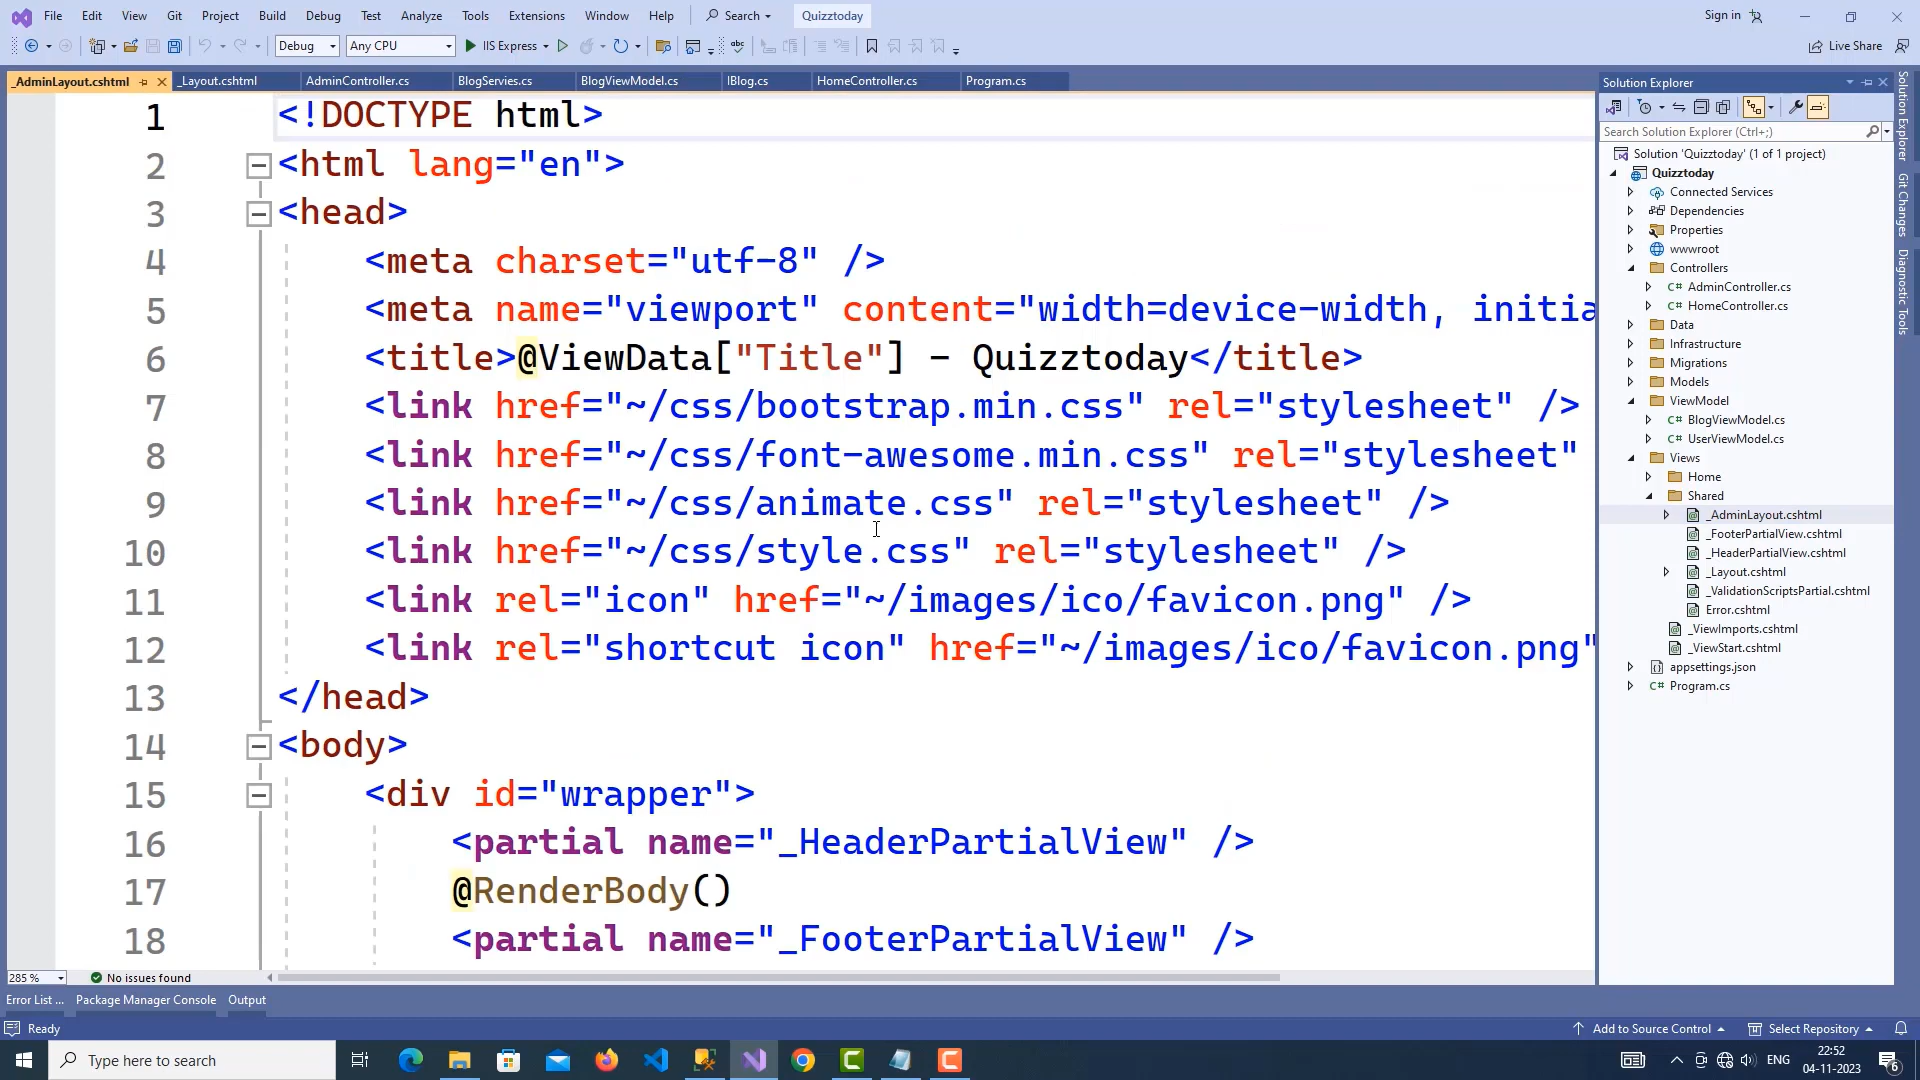 File Edit View Git Project Build Debug Test Analyze Tools Extensions Window Help Search Quizztoday Sign in
Debug Any CPU IIS Express Live Share
_AdminLayout.cshtml _Layout.cshtml AdminController.cs BlogServies.cs BlogViewModel.cs IBlog.cs HomeController.cs Program.cs
1 <!DOCTYPE html>
2 <html lang="en">
3 <head>
4 <meta charset="utf-8" />
5 <meta name="viewport" content="width=device-width, initia
6 <title>@ViewData["Title"] - Quizztoday</title>
7 <link href="~/css/bootstrap.min.css" rel="stylesheet" />
8 <link href="~/css/font-awesome.min.css" rel="stylesheet"
9 <link href="~/css/animate.css" rel="stylesheet" />
10 <link href="~/css/style.css" rel="stylesheet" />
11 <link rel="icon" href="~/images/ico/favicon.png" />
12 <link rel="shortcut icon" href="~/images/ico/favicon.png"
13 </head>
14 <body>
15 <div id="wrapper">
16 <partial name="_HeaderPartialView" />
17 @RenderBody()
18 <partial name="_FooterPartialView" />
285 % No issues found
Solution Explorer
Search Solution Explorer (Ctrl+;)
Solution 'Quizztoday' (1 of 1 project)
Quizztoday
Connected Services
Dependencies
Properties
wwwroot
Controllers
C# AdminController.cs
C# HomeController.cs
Data
Infrastructure
Migrations
Models
ViewModel
C# BlogViewModel.cs
C# UserViewModel.cs
Views
Home
Shared
_AdminLayout.cshtml
_FooterPartialView.cshtml
_HeaderPartialView.cshtml
_Layout.cshtml
_ValidationScriptsPartial.cshtml
Error.cshtml
_ViewImports.cshtml
_ViewStart.cshtml
appsettings.json
C# Program.cs
Solution Explorer
Git Changes
Diagnostic Tools
Error List ... Package Manager Console Output
Ready Add to Source Control Select Repository
Type here to search ENG 22:52
04-11-2023
6